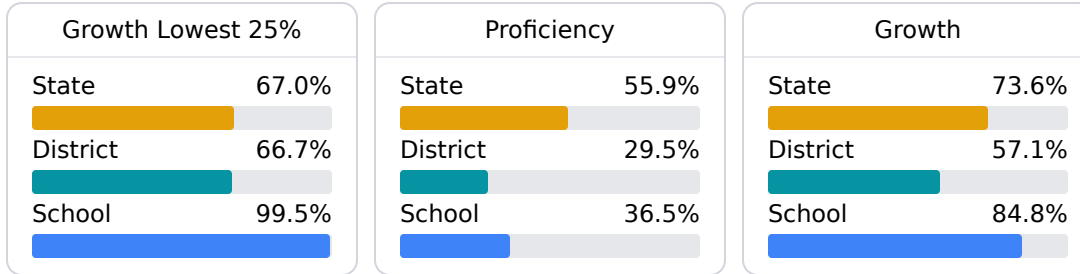 Growth Lowest 25%
State 67.0%
District 66.7%
School 99.5%
Proficiency
State 55.9%
District 29.5%
School 36.5%
Growth
State 73.6%
District 57.1%
School 84.8%